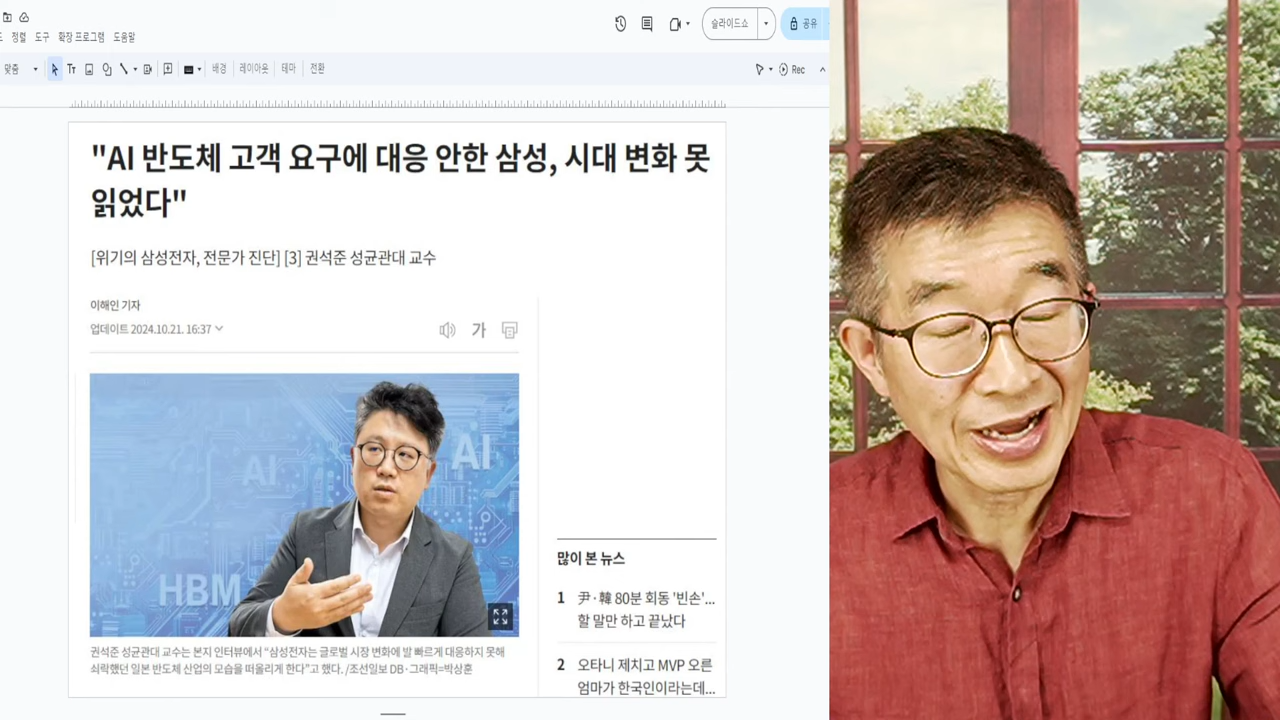 정렬 도구 확장 프로그램 도움말
슬라이드쇼
공유
맞춤
Tт
배경
레이아웃
테마
전환
Rec
"AI 반도체 고객 요구에 대응 안한 삼성, 시대 변화 못
읽었다"
[위기의 삼성전자, 전문가 진단] [3] 권석준 성균관대 교수
이해인 기자
업데이트 2024.10.21. 16:37
가
AI
AI
HBM
권석준 성균관대 교수는 본지 인터뷰에서 “삼성전자는 글로벌 시장 변화에 발 빠르게 대응하지 못해
쇠락했던 일본 반도체 산업의 모습을 떠올리게 한다”고 했다. /조선일보 DB·그래픽=박상훈
많이 본 뉴스
1 尹·韓 80분 회동 '빈손'...
할 말만 하고 끝났다
2 오타니 제치고 MVP 오른
엄마가 한국인이라는데...